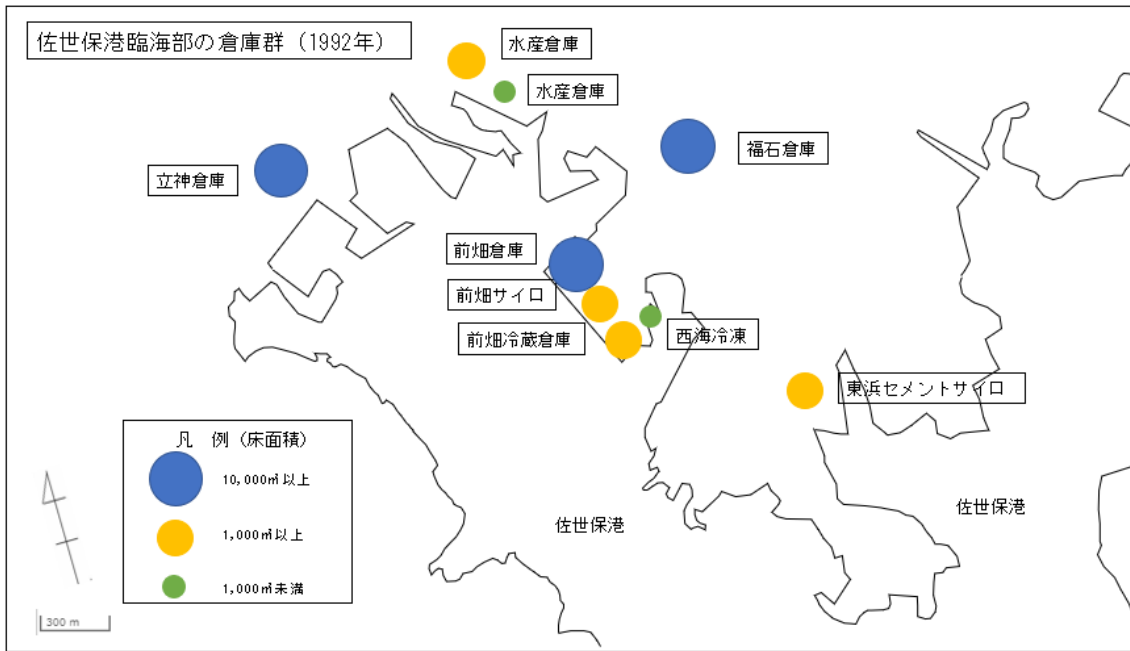 佐世保港臨海部の倉庫群（1992年）
水産倉庫
水産倉庫
福石倉庫
立神倉庫
前畑倉庫
前畑サイロ
前畑冷蔵倉庫
西海冷凍
東浜セメントサイロ
凡　例（床面積）
10,000㎡以上
1,000㎡以上
1,000㎡未満
佐世保港
佐世保港
300 m